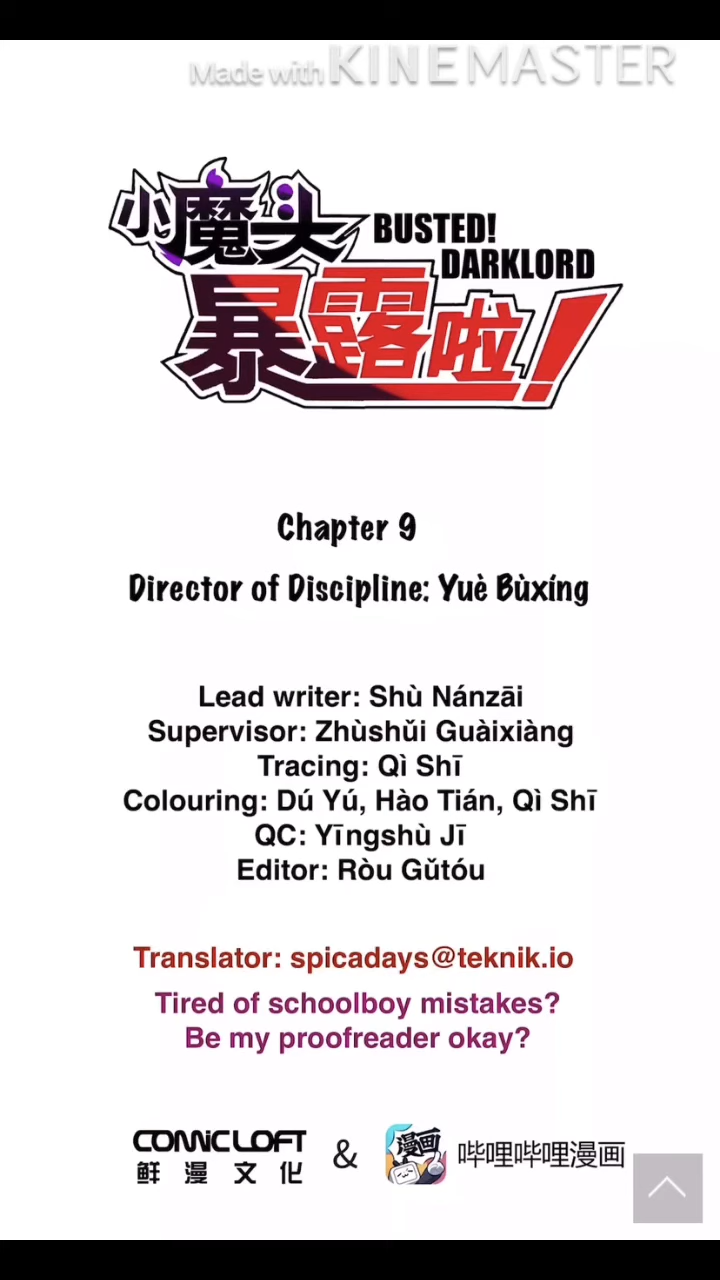 Made with KINEMASTER
小魔头
BUSTED!
DARKLORD
暴露啦!
Chapter 9
Director of Discipline: Yuè Bùxíng
Lead writer: Shù Nánzāi
Supervisor: Zhùshǔi Guàixiàng
Tracing: Qì Shī
Colouring: Dú Yú, Hào Tián, Qì Shī
QC: Yīngshù Jī
Editor: Ròu Gǔtóu
Translator: spicadays@teknik.io
Tired of schoolboy mistakes?
Be my proofreader okay?
COMICLOFT
鲜漫文化
&
漫画
哔哩哔哩漫画